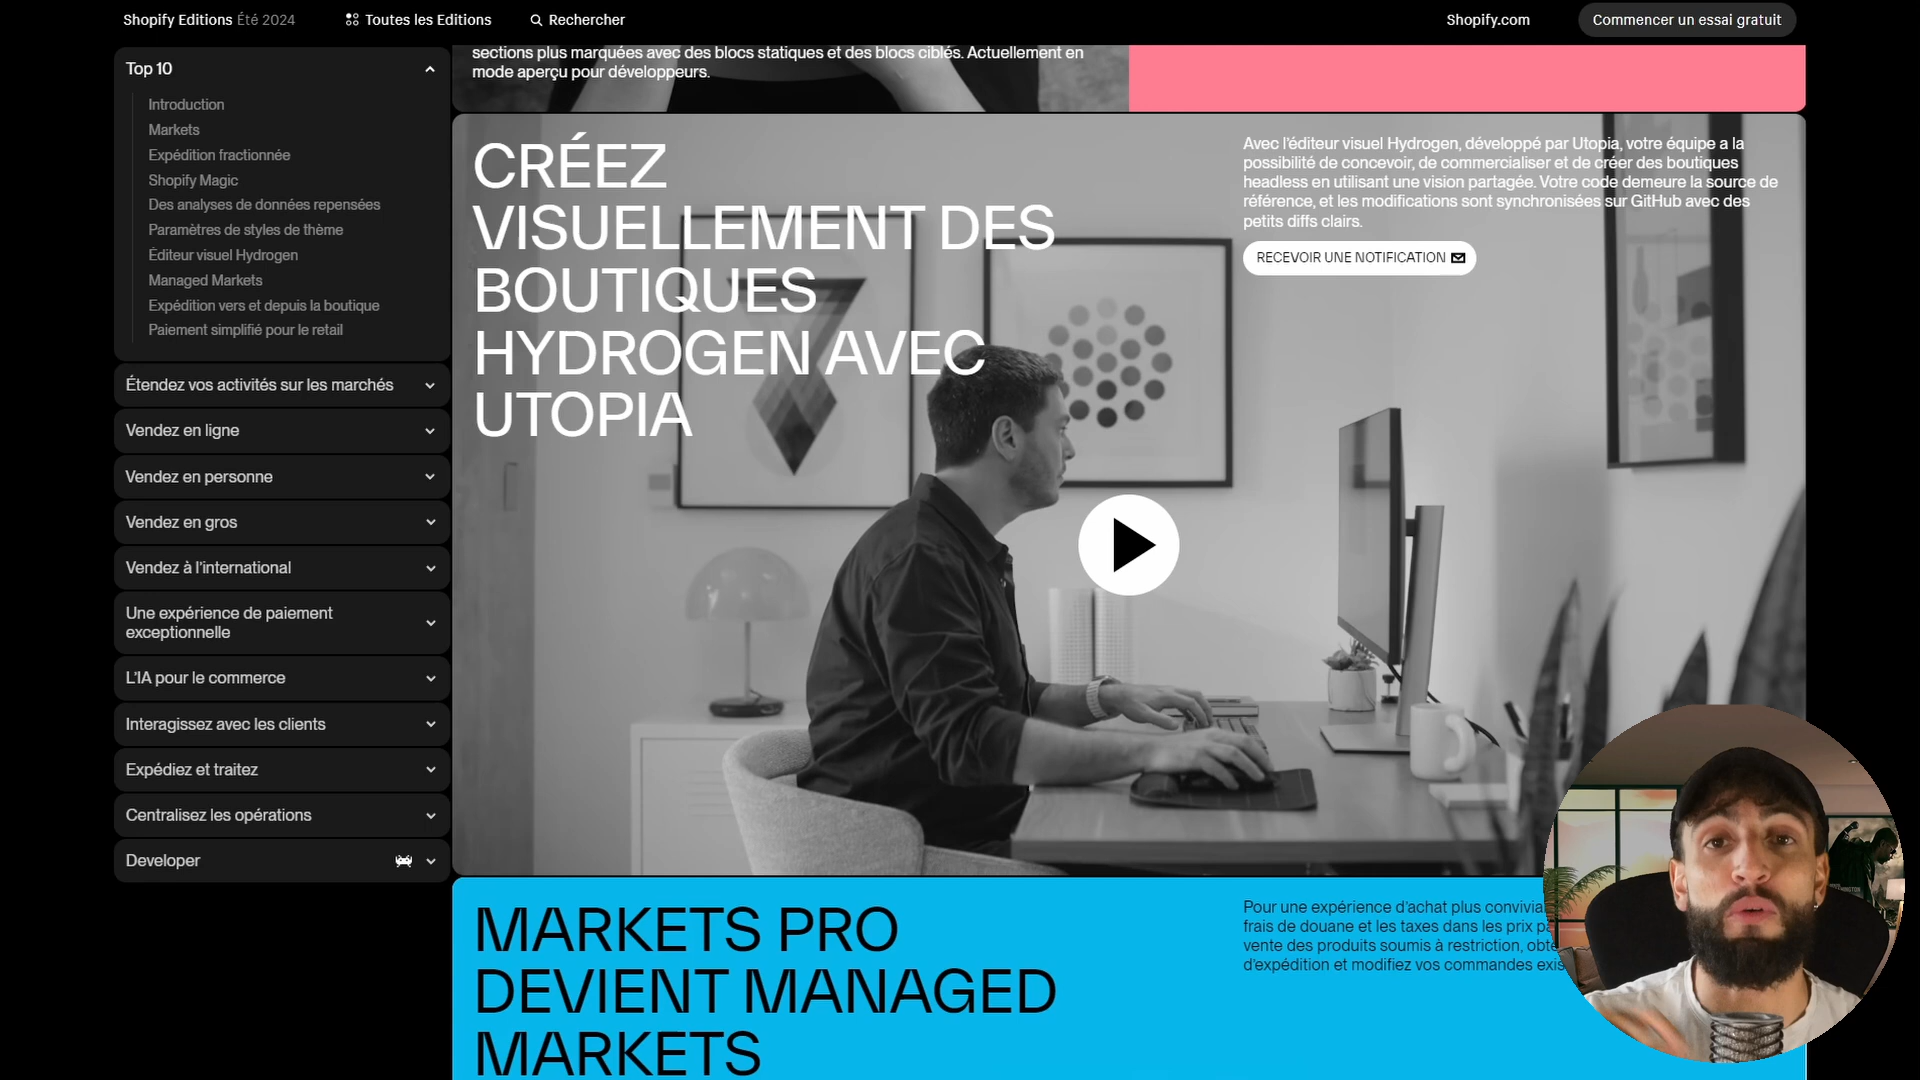 Shopify Editions Été 2024
Toutes les Editions
Rechercher
Shopify.com
Commencer un essai gratuit
Top 10
Introduction
Markets
Expédition fractionnée
Shopify Magic
Des analyses de données repensées
Paramètres de styles de thème
Éditeur visuel Hydrogen
Managed Markets
Expédition vers et depuis la boutique
Paiement simplifié pour le retail
Étendez vos activités sur les marchés
Vendez en ligne
Vendez en personne
Vendez en gros
Vendez à l'international
Une expérience de paiement
exceptionnelle
L'IA pour le commerce
Interagissez avec les clients
Expédiez et traitez
Centralisez les opérations
Developer
sections plus marquées avec des blocs statiques et des blocs ciblés. Actuellement en
mode aperçu pour développeurs.
CRÉEZ
VISUELLEMENT DES
BOUTIQUES
HYDROGEN AVEC
UTOPIA
Avec l'éditeur visuel Hydrogen, développé par Utopia, votre équipe a la
possibilité de concevoir, de commercialiser et de créer des boutiques
headless en utilisant une vision partagée. Votre code demeure la source de
référence, et les modifications sont synchronisées sur GitHub avec des
petits diffs clairs.
RECEVOIR UNE NOTIFICATION
MARKETS PRO
DEVIENT MANAGED
MARKETS
Pour une expérience d'achat plus
frais de douane et les taxes dans les prix
vente des produits soumis à restriction,
d'expédition et modifiez vos commandes